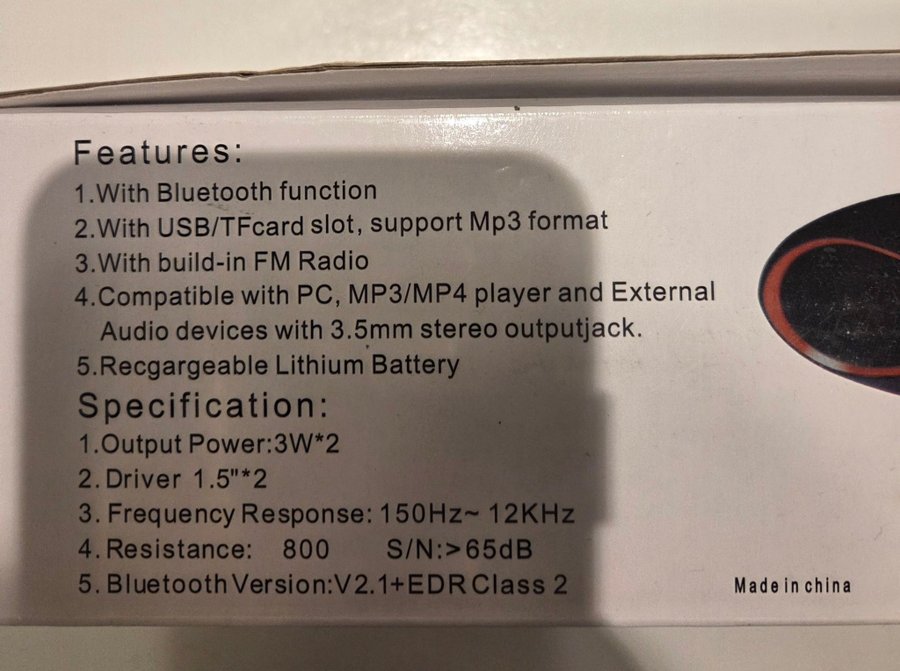 Features:
1.With Bluetooth function
2.With USB/TFcard slot, support Mp3 format
3.With build-in FM Radio
4.Compatible with PC, MP3/MP4 player and External
Audio devices with 3.5mm stereo outputjack.
5.Recgargeable Lithium Battery
Specification:
1.Output Power:3W*2
2.Driver 1.5"*2
3. Frequency Response: 150Hz~ 12KHz
4. Resistance: 800 S/N:>65dB
5. Bluetooth Version:V2.1+EDR Class 2
Made in china